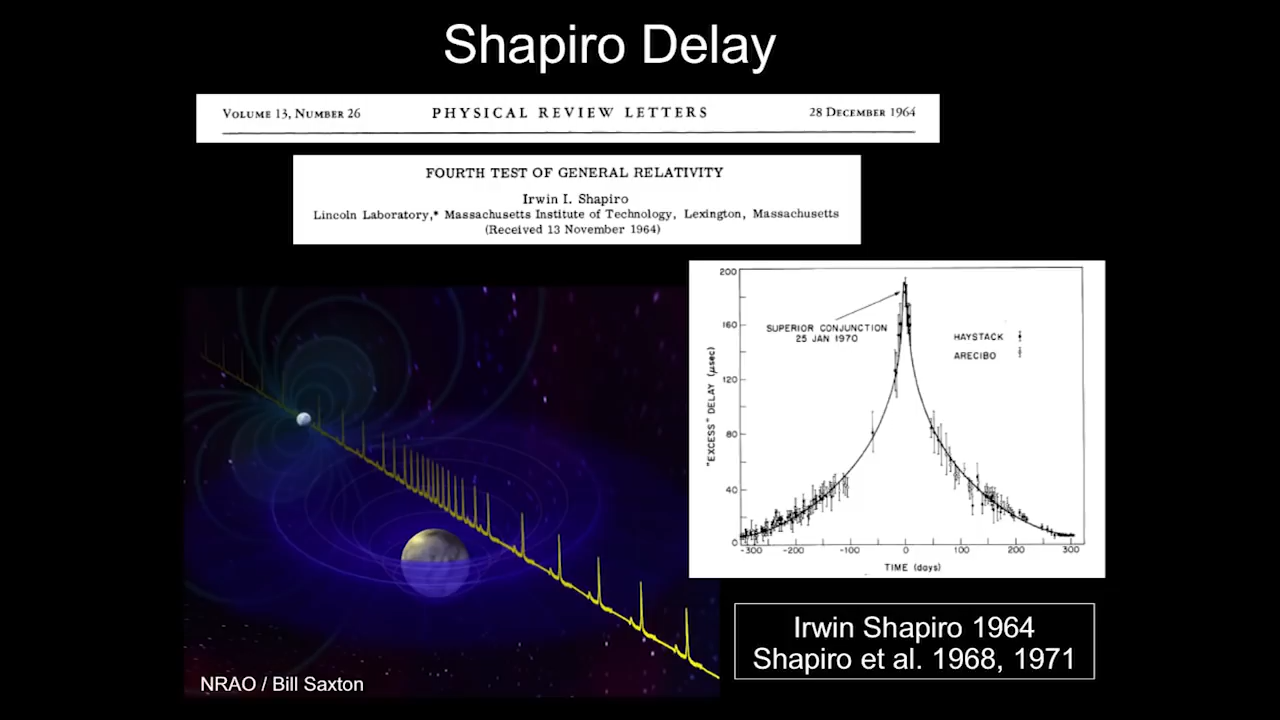 Shapiro Delay
VOLUME 13, NUMBER 26 PHYSICAL REVIEW LETTERS 28 DECEMBER 1964
FOURTH TEST OF GENERAL RELATIVITY
Irwin I. Shapiro
Lincoln Laboratory,* Massachusetts Institute of Technology, Lexington, Massachusetts
(Received 13 November 1964)
200
160
120
80
40
0
"EXCESS" DELAY (μsec)
SUPERIOR CONJUNCTION
25 JAN 1970
HAYSTACK
ARECIBO
-300 -200 -100 0 100 200 300
TIME (days)
Irwin Shapiro 1964
Shapiro et al. 1968, 1971
NRAO / Bill Saxton